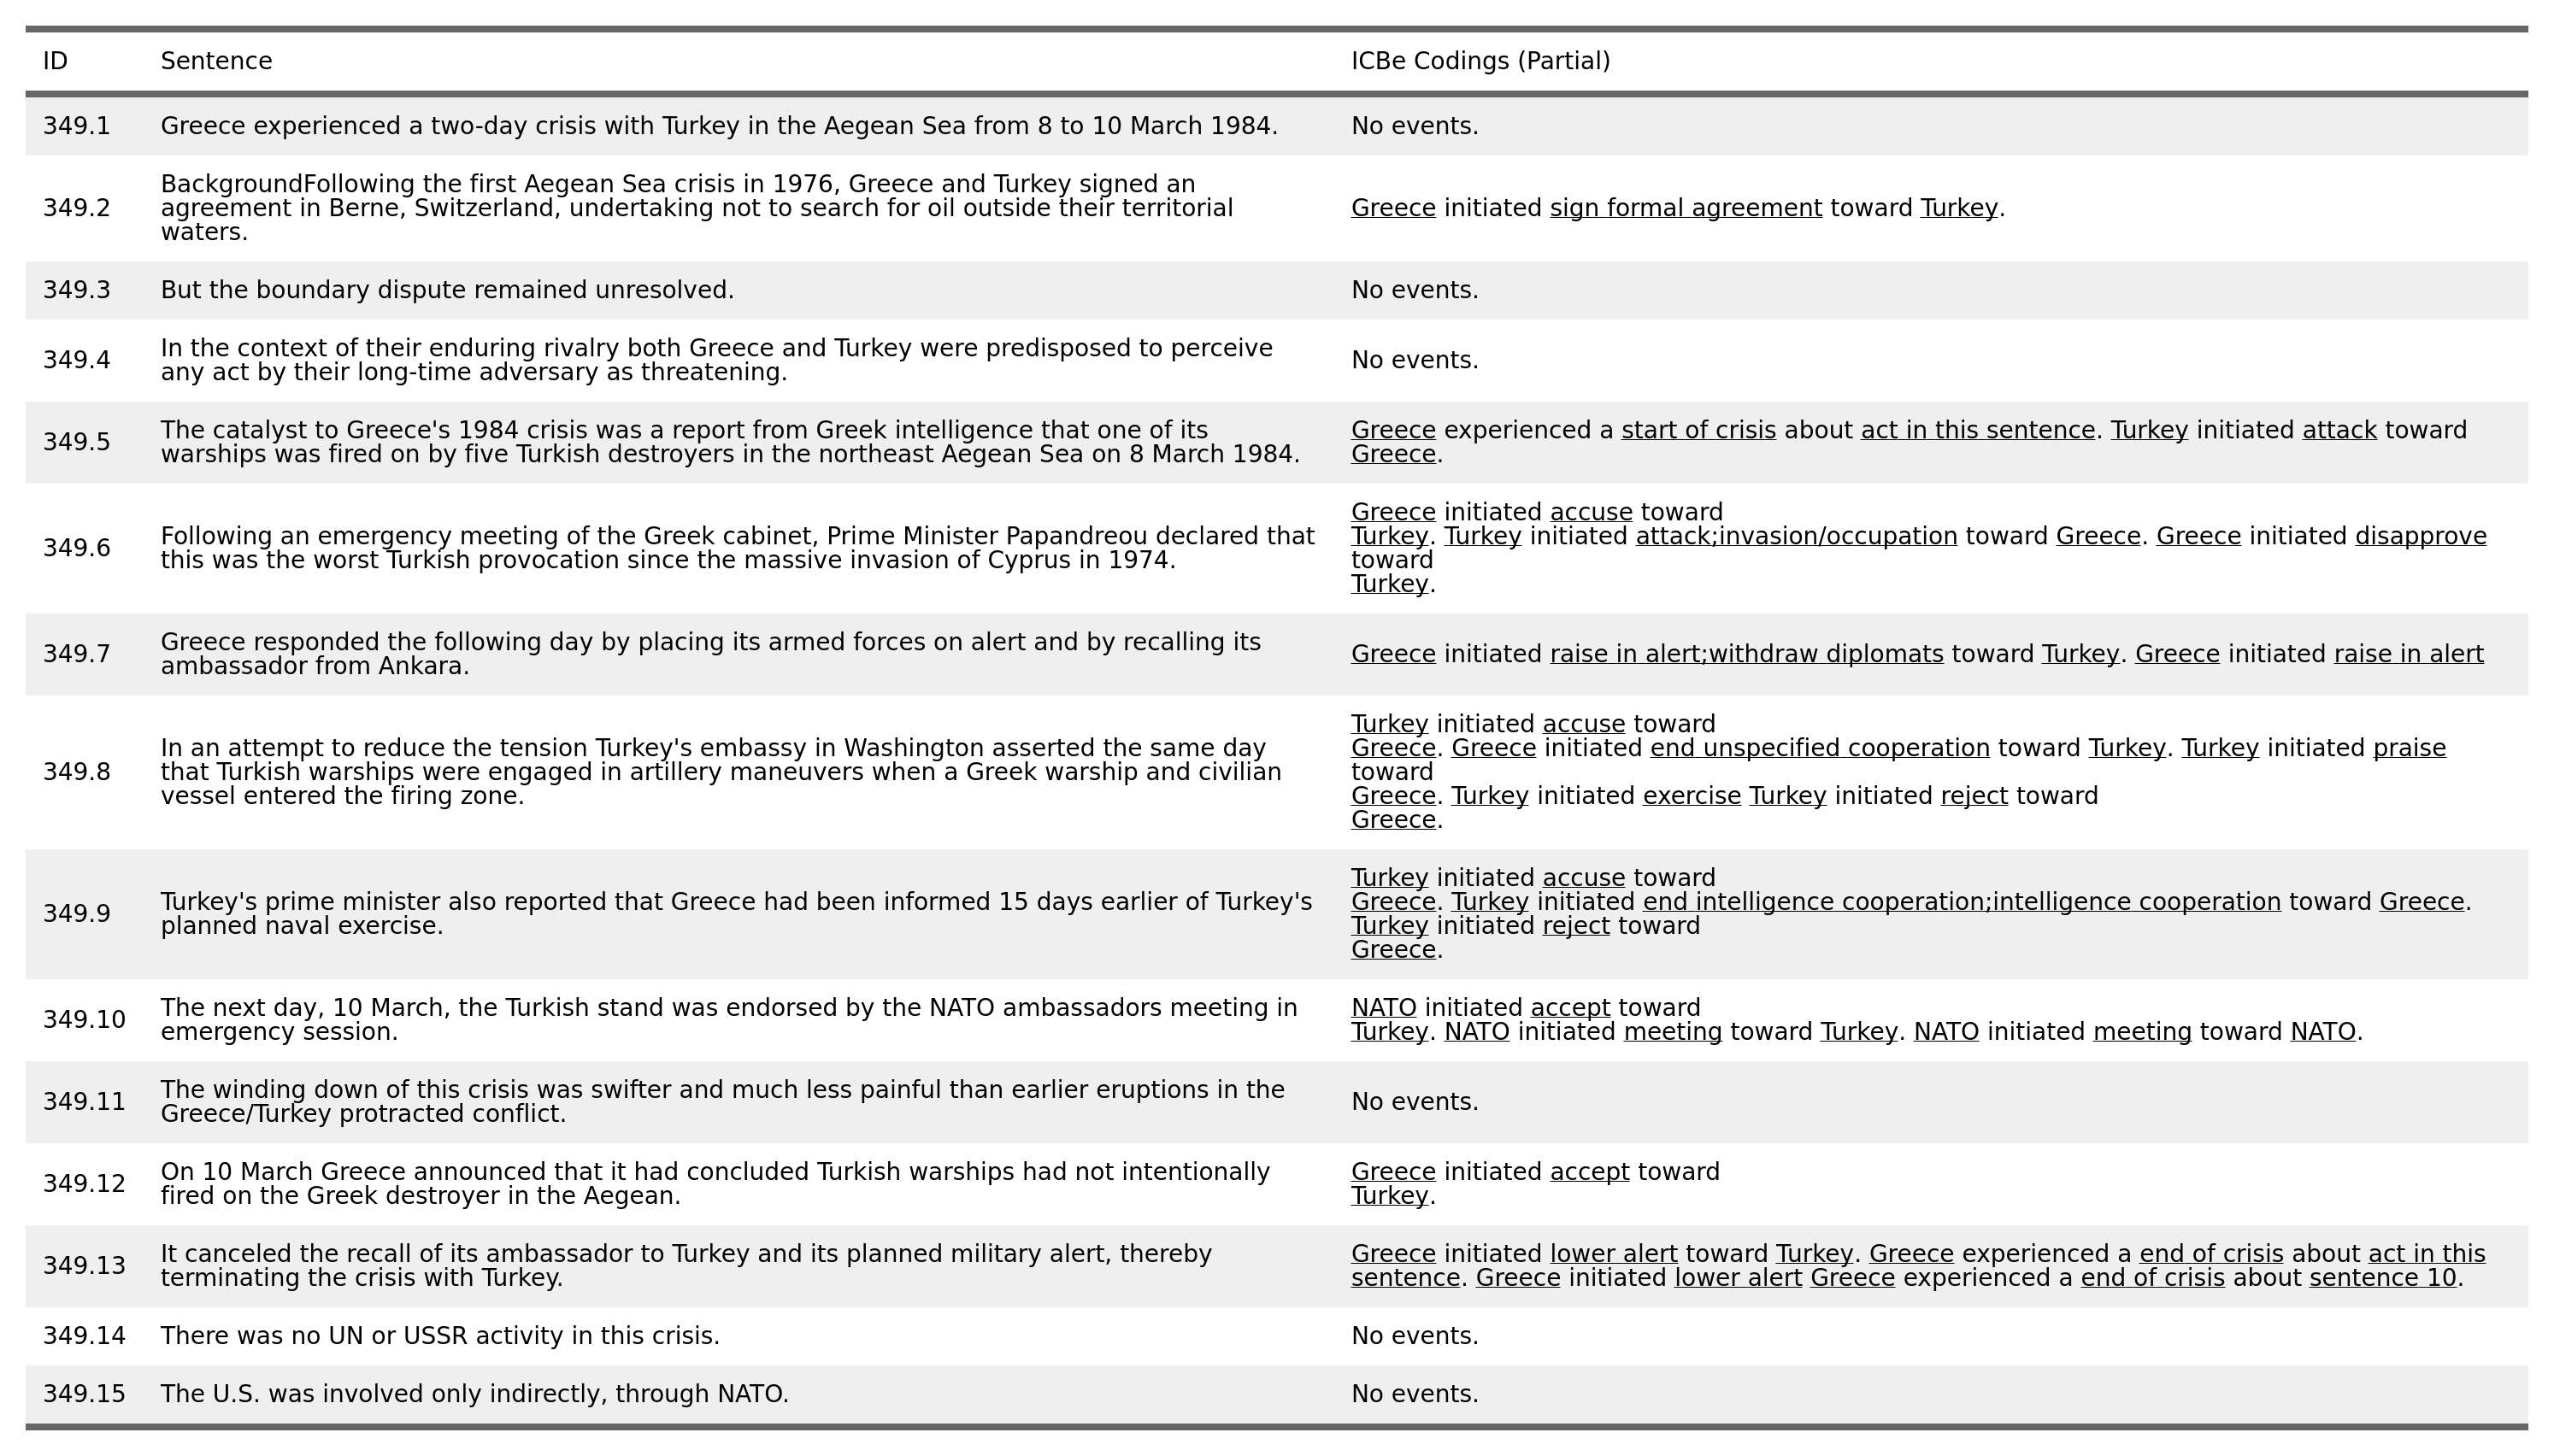 ID Sentence ICBe Codings (Partial)
349.1 Greece experienced a two-day crisis with Turkey in the Aegean Sea from 8 to 10 March 1984. No events.
349.2
BackgroundFollowing the first Aegean Sea crisis in 1976, Greece and Turkey signed an
agreement in Berne, Switzerland, undertaking not to search for oil outside their territorial
waters.
Greece initiated sign formal agreement toward Turkey.
349.3 But the boundary dispute remained unresolved. No events.
349.4
In the context of their enduring rivalry both Greece and Turkey were predisposed to perceive
any act by their long-time adversary as threatening.
No events.
349.5
The catalyst to Greece's 1984 crisis was a report from Greek intelligence that one of its
warships was fired on by five Turkish destroyers in the northeast Aegean Sea on 8 March 1984.
Greece experienced a start of crisis about act in this sentence. Turkey initiated attack toward
Greece.
349.6
Following an emergency meeting of the Greek cabinet, Prime Minister Papandreou declared that
this was the worst Turkish provocation since the massive invasion of Cyprus in 1974.
Greece initiated accuse toward
Turkey. Turkey initiated attack;invasion/occupation toward Greece. Greece initiated disapprove
toward
Turkey.
349.7
Greece responded the following day by placing its armed forces on alert and by recalling its
ambassador from Ankara.
Greece initiated raise in alert;withdraw diplomats toward Turkey. Greece initiated raise in alert
349.8
In an attempt to reduce the tension Turkey's embassy in Washington asserted the same day
that Turkish warships were engaged in artillery maneuvers when a Greek warship and civilian
vessel entered the firing zone.
Turkey initiated accuse toward
Greece. Greece initiated end unspecified cooperation toward Turkey. Turkey initiated praise
toward
Greece. Turkey initiated exercise Turkey initiated reject toward
Greece.
349.9
Turkey's prime minister also reported that Greece had been informed 15 days earlier of Turkey's
planned naval exercise.
Turkey initiated accuse toward
Greece. Turkey initiated end intelligence cooperation;intelligence cooperation toward Greece.
Turkey initiated reject toward
Greece.
349.10
The next day, 10 March, the Turkish stand was endorsed by the NATO ambassadors meeting in
emergency session.
NATO initiated accept toward
Turkey. NATO initiated meeting toward Turkey. NATO initiated meeting toward NATO.
349.11
The winding down of this crisis was swifter and much less painful than earlier eruptions in the
Greece/Turkey protracted conflict.
No events.
349.12
On 10 March Greece announced that it had concluded Turkish warships had not intentionally
fired on the Greek destroyer in the Aegean.
Greece initiated accept toward
Turkey.
349.13
It canceled the recall of its ambassador to Turkey and its planned military alert, thereby
terminating the crisis with Turkey.
Greece initiated lower alert toward Turkey. Greece experienced a end of crisis about act in this
sentence. Greece initiated lower alert Greece experienced a end of crisis about sentence 10.
349.14 There was no UN or USSR activity in this crisis. No events.
349.15 The U.S. was involved only indirectly, through NATO. No events.